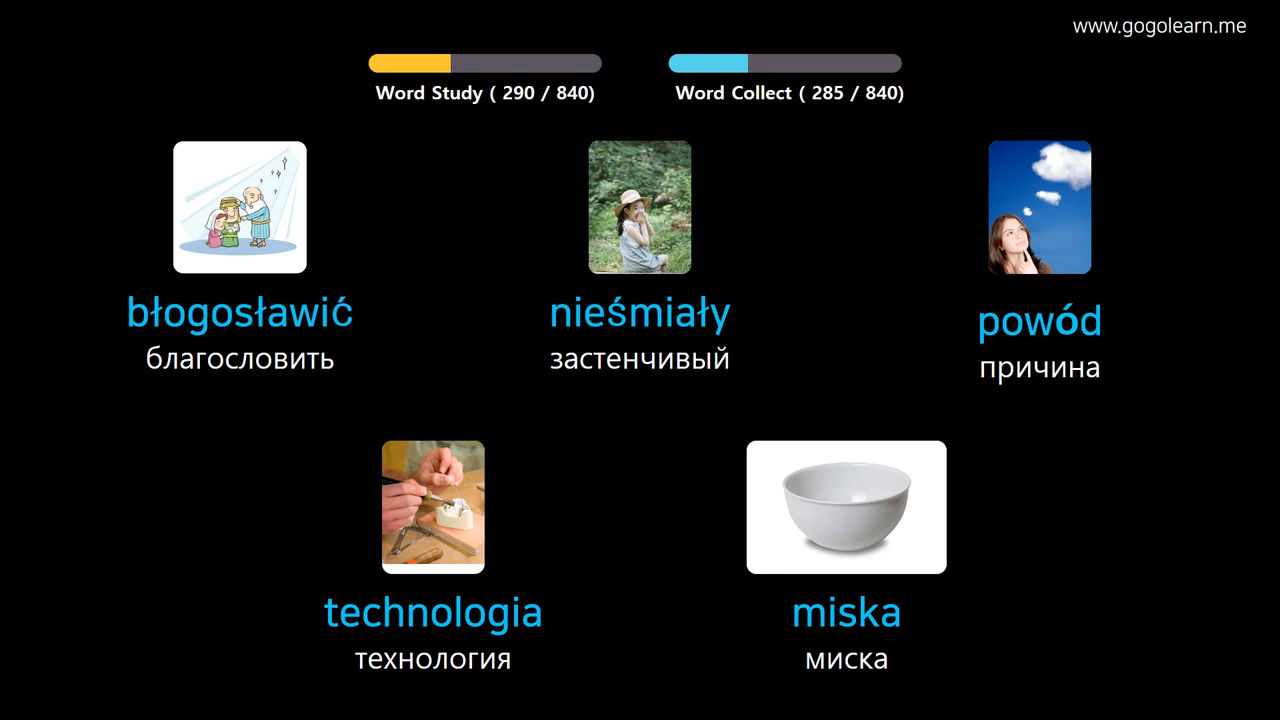 www.gogolearn.me
Word Study ( 290 / 840)
Word Collect ( 285 / 840)
błogosławić
благословить
nieśmiały
застенчивый
powód
причина
technologia
технология
miska
миска